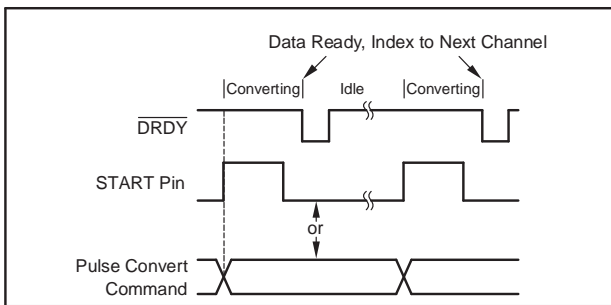 Data Ready, Index to Next Channel
Converting Idle Converting
DRDY
START Pin
or
Pulse Convert
Command